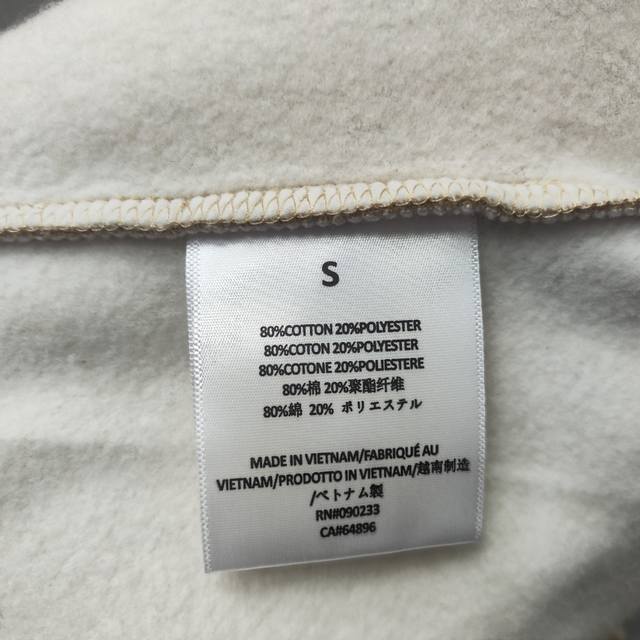 S
80%COTTON 20%POLYESTER
80%COTON 20%POLYESTER
80%COTONE 20%POLIESTERE
80%棉 20%聚酯纤维
80%綿 20% ポリエステル
MADE IN VIETNAM/FABRIQUÉ AU
VIETNAM/PRODOTTO IN VIETNAM/越南制造
/ベトナム製
RN#090233
CA#64896